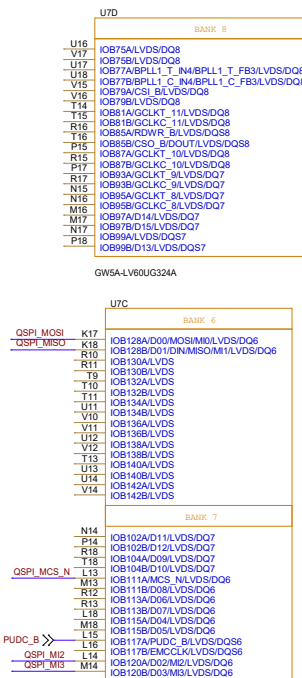 U7D
BANK 8
U16 IOB75A/LVDS/DQ8
V17 IOB75B/LVDS/DQ8
U17 IOB77A/BPLL1_T_IN4/BPLL1_T_FB3/LVDS/DQ8
U18 IOB77B/BPLL1_C_IN4/BPLL1_C_FB3/LVDS/DQ8
V15 IOB79A/CSI_B/LVDS/DQ8
V16 IOB79B/LVDS/DQ8
T14 IOB81A/GCLKT_11/LVDS/DQ8
T15 IOB81B/GCLKC_11/LVDS/DQ8
R16 IOB85A/RDWR_B/LVDS/DQS8
T16 IOB85B/CSO_B/DOUT/LVDS/DQS8
P15 IOB87A/GCLKT_10/LVDS/DQ8
R15 IOB87B/GCLKC_10/LVDS/DQ8
P17 IOB93A/GCLKT_9/LVDS/DQ7
R17 IOB93B/GCLKC_9/LVDS/DQ7
N15 IOB95A/GCLKT_8/LVDS/DQ7
N16 IOB95B/GCLKC_8/LVDS/DQ7
M16 IOB97A/D14/LVDS/DQ7
M17 IOB97B/D15/LVDS/DQ7
N17 IOB99A/LVDS/DQS7
P18 IOB99B/D13/LVDS/DQS7
GW5A-LV60UG324A
U7C
BANK 6
QSPI_MOSI K17 IOB128A/D00/MOSI/MI0/LVDS/DQ6
QSPI_MISO K18 IOB128B/D01/DIN/MISO/MI1/LVDS/DQ6
R10 IOB130A/LVDS
R11 IOB130B/LVDS
T9 IOB132A/LVDS
T10 IOB132B/LVDS
T11 IOB134A/LVDS
U11 IOB134B/LVDS
V10 IOB136A/LVDS
V11 IOB136B/LVDS
U12 IOB138A/LVDS
V12 IOB138B/LVDS
T13 IOB140A/LVDS
U13 IOB140B/LVDS
U14 IOB142A/LVDS
V14 IOB142B/LVDS
BANK 7
N14 IOB102A/D11/LVDS/DQ7
P14 IOB102B/D12/LVDS/DQ7
R18 IOB104A/D09/LVDS/DQ7
T18 IOB104B/D10/LVDS/DQ7
QSPI_MCS_N L13 IOB111A/MCS_N/LVDS/DQ6
M13 IOB111B/D08/LVDS/DQ6
R12 IOB113A/D06/LVDS/DQ6
R13 IOB113B/D07/LVDS/DQ6
L18 IOB115A/D04/LVDS/DQ6
M18 IOB115B/D05/LVDS/DQ6
PUDC_B L15 IOB117A/PUDC_B/LVDS/DQS6
L16 IOB117B/EMCCLK/LVDS/DQS6
QSPI_MI2 L14 IOB120A/D02/MI2/LVDS/DQ6
QSPI_MI3 M14 IOB120B/D03/MI3/LVDS/DQ6